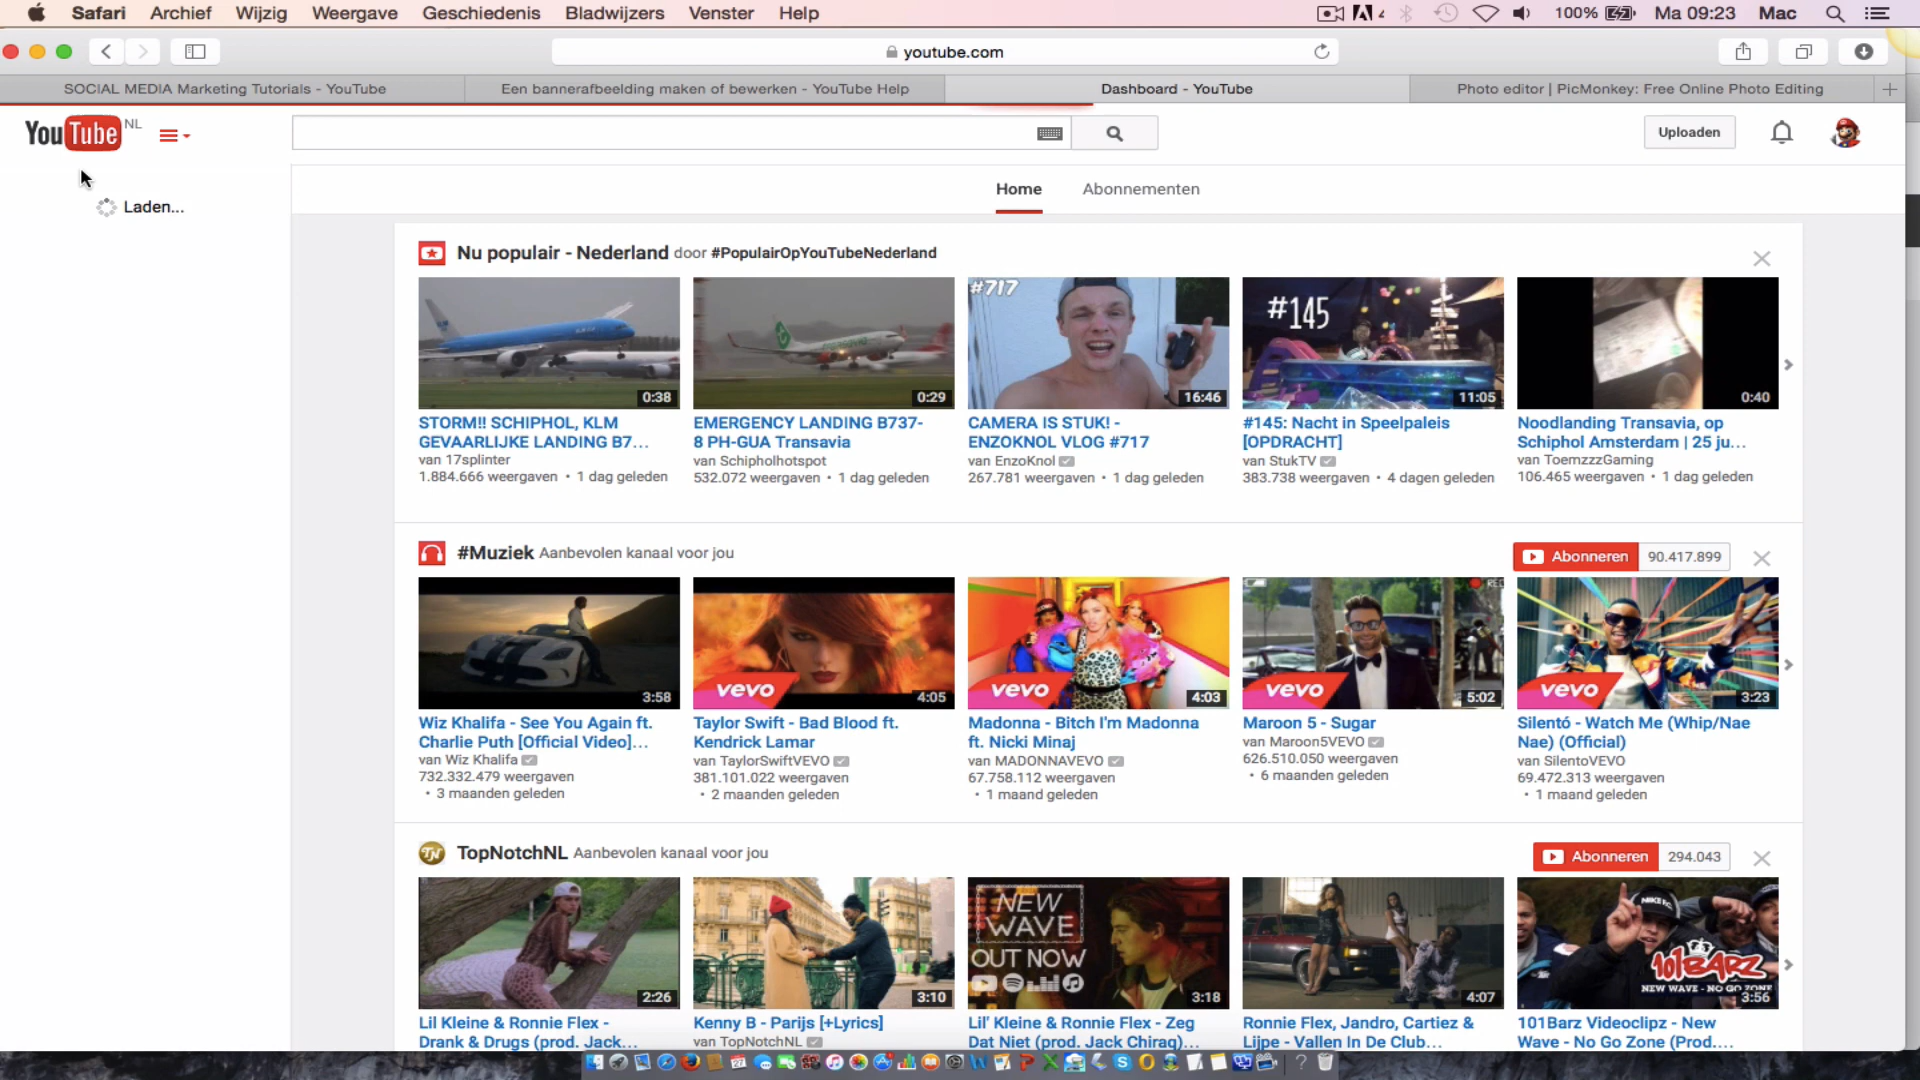 Safari Archief Wijzig Weergave Geschiedenis Bladwijzers Venster Help 4 100% Ma 09:23 Mac
youtube.com
SOCIAL MEDIA Marketing Tutorials - YouTube Een bannerafbeelding maken of bewerken - YouTube Help Dashboard - YouTube Photo editor | PicMonkey: Free Online Photo Editing
YouTube NL Uploaden
Laden...
Home Abonnementen
Nu populair - Nederland door #PopulairOpYouTubeNederland
#717 #145
0:38 0:29 16:46 11:05 0:40
STORM!! SCHIPHOL, KLM
GEVAARLIJKE LANDING B7...
van 17splinter
1.884.666 weergaven • 1 dag geleden
EMERGENCY LANDING B737-
8 PH-GUA Transavia
van Schipholhotspot
532.072 weergaven • 1 dag geleden
CAMERA IS STUK! -
ENZOKNOL VLOG #717
van EnzoKnol
267.781 weergaven • 1 dag geleden
#145: Nacht in Speelpaleis
[OPDRACHT]
van StukTV
383.738 weergaven • 4 dagen geleden
Noodlanding Transavia, op
Schiphol Amsterdam | 25 ju...
van ToemzzzGaming
106.465 weergaven • 1 dag geleden
#Muziek Aanbevolen kanaal voor jou Abonneren 90.417.899
vevo vevo vevo vevo
3:58 4:05 4:03 5:02 3:23
Wiz Khalifa - See You Again ft.
Charlie Puth [Official Video]...
van Wiz Khalifa
732.332.479 weergaven
• 3 maanden geleden
Taylor Swift - Bad Blood ft.
Kendrick Lamar
van TaylorSwiftVEVO
381.101.022 weergaven
• 2 maanden geleden
Madonna - Bitch I'm Madonna
ft. Nicki Minaj
van MADONNAVEVO
67.758.112 weergaven
• 1 maand geleden
Maroon 5 - Sugar
van Maroon5VEVO
626.510.050 weergaven
• 6 maanden geleden
Silentó - Watch Me (Whip/Nae
Nae) (Official)
van SilentoVEVO
69.472.313 weergaven
• 1 maand geleden
TopNotchNL Aanbevolen kanaal voor jou Abonneren 294.043
NEW
WAVE
OUT NOW
101BARZ
NEW WAVE - NO GO ZONE
2:26 3:10 3:18 4:07 3:56
Lil Kleine & Ronnie Flex -
Drank & Drugs (prod. Jack...
Kenny B - Parijs [+Lyrics]
van TopNotchNL
Lil' Kleine & Ronnie Flex - Zeg
Dat Niet (prod. Jack Chiraq)...
Ronnie Flex, Jandro, Cartiez &
Lijpe - Vallen In De Club...
101Barz Videoclipz - New
Wave - No Go Zone (Prod....